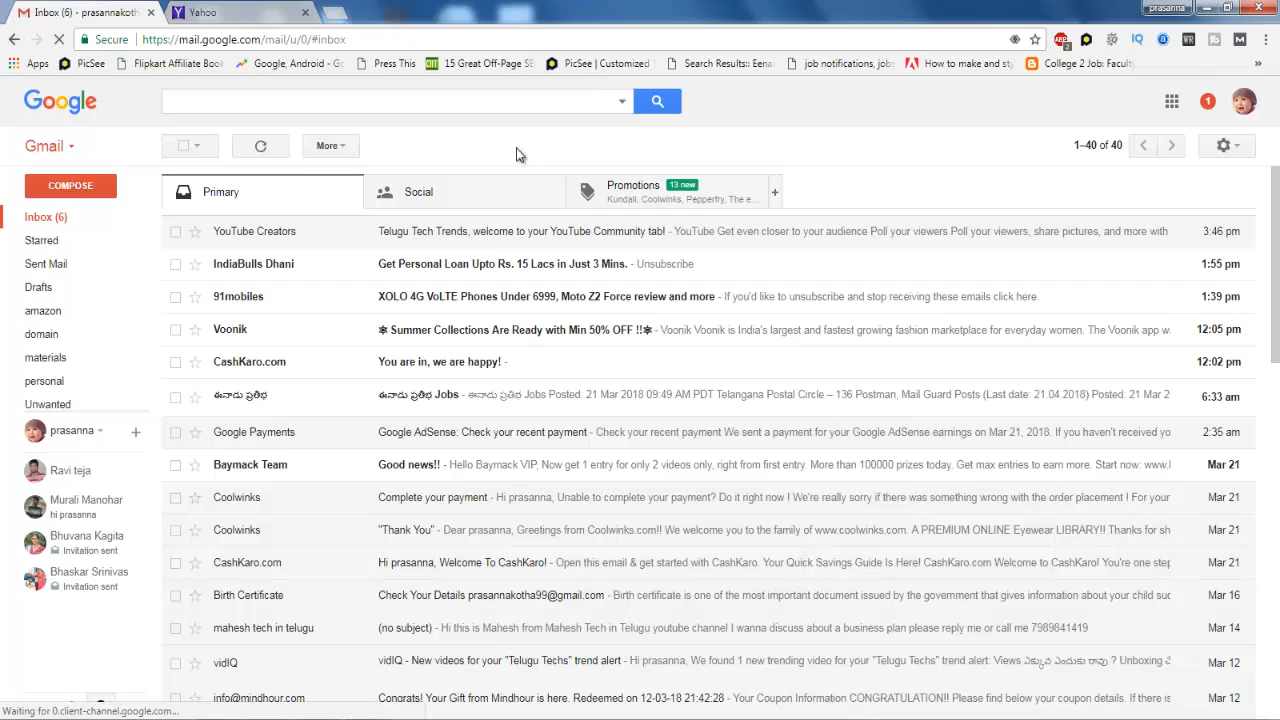 Inbox (6) - prasannakoth
Yahoo
prasanna
Secure https://mail.google.com/mail/u/0/#inbox
Apps PicSee Flipkart Affiliate Book Google, Android - G Press This 15 Great Off-Page SE PicSee | Customized Search Results:: Eena job notifications, jobs How to make and st College 2 Job: Facult
Google
1
Gmail
More
1–40 of 40
COMPOSE
Primary
Social
Promotions 13 new
Kundali, Coolwinks, Pepperfry, The e...
Inbox (6)
Starred
Sent Mail
Drafts
amazon
domain
materials
personal
Unwanted
prasanna
Ravi teja
Murali Manohar
hi prasanna
Bhuvana Kagita
Invitation sent
Bhaskar Srinivas
Invitation sent
YouTube Creators Telugu Tech Trends, welcome to your YouTube Community tab! - YouTube Get even closer to your audience Poll your viewers Poll your viewers, share pictures, and more with 3:46 pm
IndiaBulls Dhani Get Personal Loan Upto Rs. 15 Lacs in Just 3 Mins. - Unsubscribe 1:55 pm
91mobiles XOLO 4G VoLTE Phones Under 6999, Moto Z2 Force review and more - If you'd like to unsubscribe and stop receiving these emails click here. 1:39 pm
Voonik ❄ Summer Collections Are Ready with Min 50% OFF !!❄ - Voonik Voonik is India's largest and fastest growing fashion marketplace for everyday women. The Voonik app w 12:05 pm
CashKaro.com You are in, we are happy! - 12:02 pm
ఈనాడు ప్రతిభ ఈనాడు ప్రతిభ Jobs - ఈనాడు ప్రతిభ Jobs Posted: 21 Mar 2018 09:49 AM PDT Telangana Postal Circle – 136 Postman, Mail Guard Posts (Last date: 21.04.2018) Posted: 21 Mar 2 6:33 am
Google Payments Google AdSense: Check your recent payment - Check your recent payment We sent a payment for your Google AdSense earnings on Mar 21, 2018. If you haven't received yo 2:35 am
Baymack Team Good news!! - Hello Baymack VIP, Now get 1 entry for only 2 videos only, right from first entry. More than 100000 prizes today. Get max entries to earn more. Start now: www.l Mar 21
Coolwinks Complete your payment - Hi prasanna, Unable to complete your payment? Do it right now ! We're really sorry if there was something wrong with the order placement ! For your Mar 21
Coolwinks "Thank You" - Dear prasanna, Greetings from Coolwinks.com!! We welcome you to the family of www.coolwinks.com. A PREMIUM ONLINE Eyewear LIBRARY!! Thanks for sh Mar 21
CashKaro.com Hi prasanna, Welcome To CashKaro! - Open this email & get started with CashKaro. Your Quick Savings Guide Is Here! CashKaro.com Welcome to CashKaro! You're one step Mar 21
Birth Certificate Check Your Details prasannakotha99@gmail.com - Birth certificate is one of the most important document issued by the government that gives information about your child suc Mar 16
mahesh tech in telugu (no subject) - Hi this is Mahesh from Mahesh Tech in Telugu youtube channel I wanna discuss about a business plan please reply me or call me 7989841419 Mar 14
vidIQ vidIQ - New videos for your "Telugu Techs" trend alert - Hi prasanna, We found 1 new trending video for your "Telugu Techs" trend alert: Views ఎక్కువ ఎందుకు రావు ? Unboxing Mar 12
info@mindhour.com Congrats! Your Gift from Mindhour is here. Redeemed on 12-03-18 21:42:28 - Your Coupon Information CONGRATULATION!! Please find below your coupon details. If there is Mar 12
Waiting for 0.client-channel.google.com...